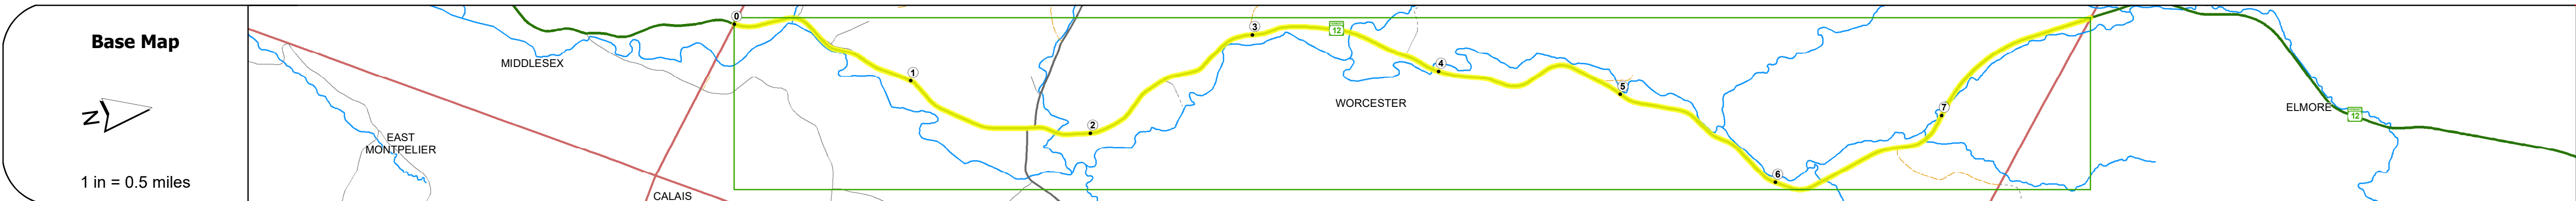 Base Map
N
1 in = 0.5 miles
MIDDLESEX
EAST
MONTPELIER
CALAIS
0
1
2
3
12
4
WORCESTER
5
6
7
ELMORE
12